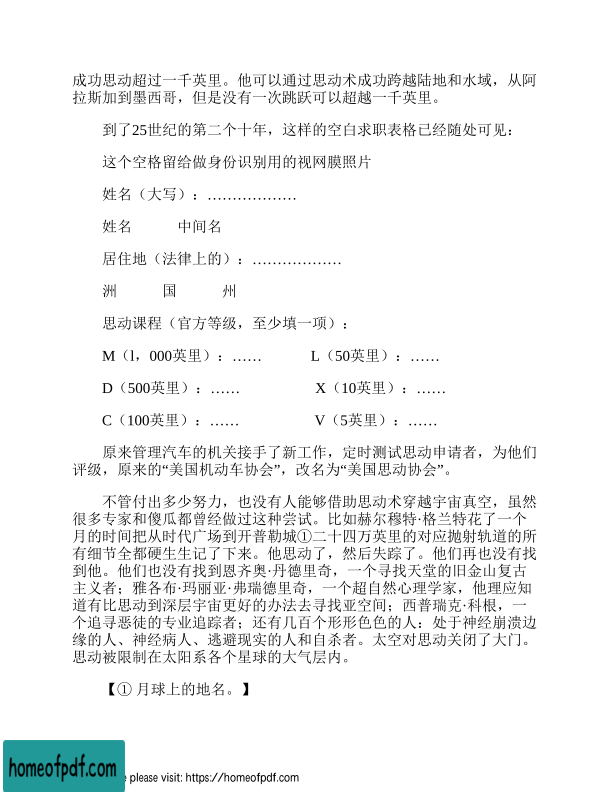 成功思动超过一千英里。他可以通过思动术成功跨越陆地和水域，从阿
拉斯加到墨西哥，但是没有一次跳跃可以超越一千英里。
到了25世纪的第二个十年，这样的空白求职表格已经随处可见：
这个空格留给做身份识别用的视网膜照片
姓名（大写）：………………
姓名 中间名
居住地（法律上的）：………………
洲 国 州
思动课程（官方等级，至少填一项）：
M（l，000英里）：…… L（50英里）：……
D（500英里）：…… X（10英里）：……
C（100英里）：…… V（5英里）：……
原来管理汽车的机关接手了新工作，定时测试思动申请者，为他们
评级，原来的“美国机动车协会”，改名为“美国思动协会”。
不管付出多少努力，也没有人能够借助思动术穿越宇宙真空，虽然
很多专家和傻瓜都曾经做过这种尝试。比如赫尔穆特·格兰特花了一个
月的时间把从时代广场到开普勒城①二十四万英里的对应抛射轨道的所
有细节全都硬生生记了下来。他思动了，然后失踪了。他们再也没有找
到他。他们也没有找到恩齐奥·丹德里奇，一个寻找天堂的旧金山复古
主义者；雅各布·玛丽亚·弗瑞德里奇，一个超自然心理学家，他理应知
道有比思动到深层宇宙更好的办法去寻找亚空间；西普瑞克·科根，一
个追寻恶徒的专业追踪者；还有几百个形形色色的人：处于神经崩溃边
缘的人、神经病人、逃避现实的人和自杀者。太空对思动关闭了大门。
思动被限制在太阳系各个星球的大气层内。
【① 月球上的地名。】
homeofpdf.com
please visit: https://homeofpdf.com